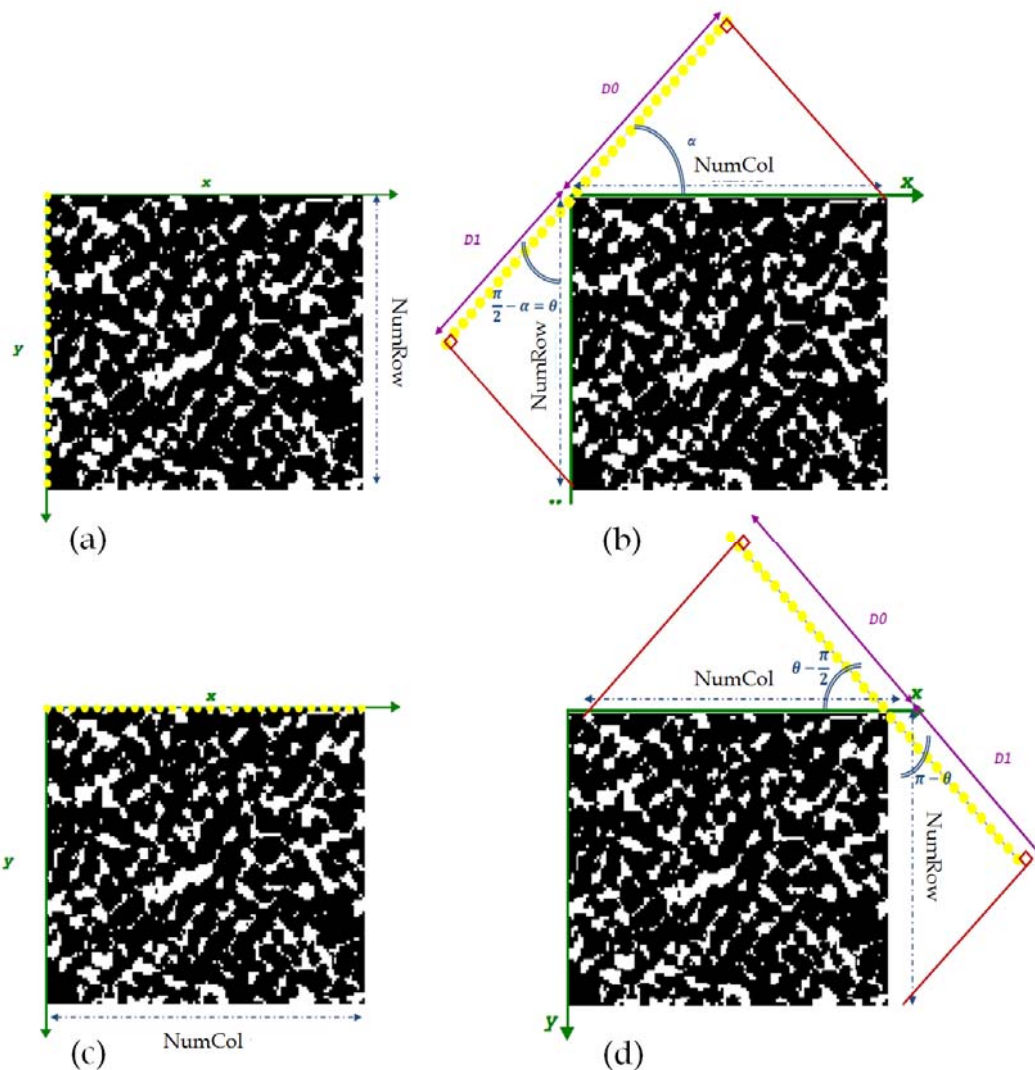 x
y
NumRow
(a)
D0
α
NumCol
x
D1
π/2 − α = θ
NumRow
(b)
x
y
NumCol
(c)
D0
θ − π/2
NumCol
x
D1
π − θ
NumRow
y
(d)